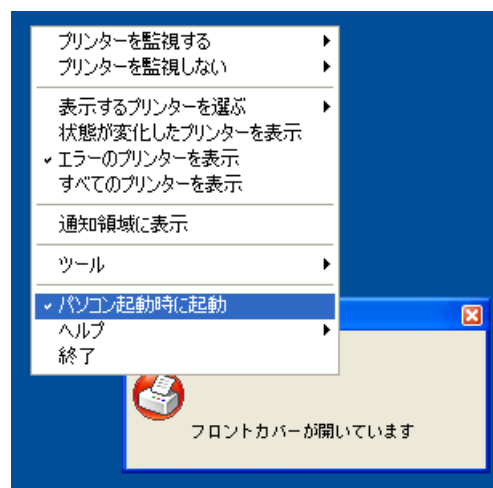 プリンターを監視する
プリンターを監視しない
表示するプリンターを選ぶ
状態が変化したプリンターを表示
エラーのプリンターを表示
すべてのプリンターを表示
通知領域に表示
ツール
パソコン起動時に起動
ヘルプ
終了
フロントカバーが開いています